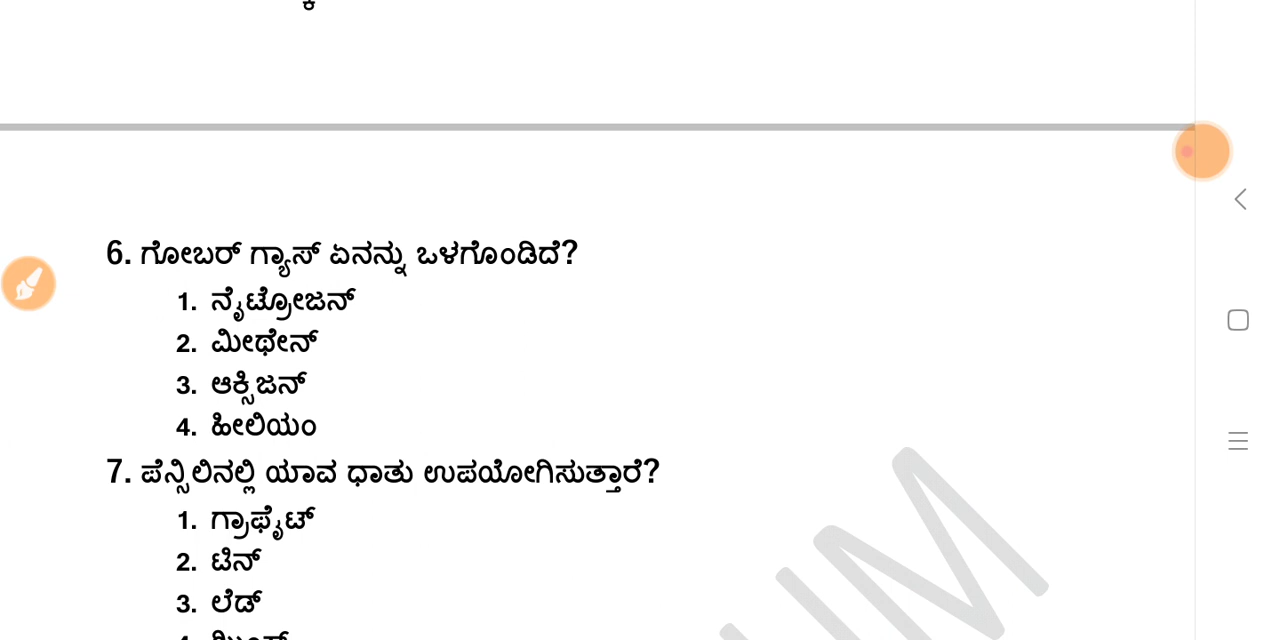 6. ಗೋಬರ್ ಗ್ಯಾಸ್ ಏನನ್ನು ಒಳಗೊಂಡಿದೆ?
1. ನೈಟ್ರೋಜನ್
2. ಮೀಥೇನ್
3. ಆಕ್ಸಿಜನ್
4. ಹೀಲಿಯಂ
7. ಪೆನ್ಸಿಲಿನಲ್ಲಿ ಯಾವ ಧಾತು ಉಪಯೋಗಿಸುತ್ತಾರೆ?
1. ಗ್ರಾಫೈಟ್
2. ಟಿನ್
3. ಲೆಡ್